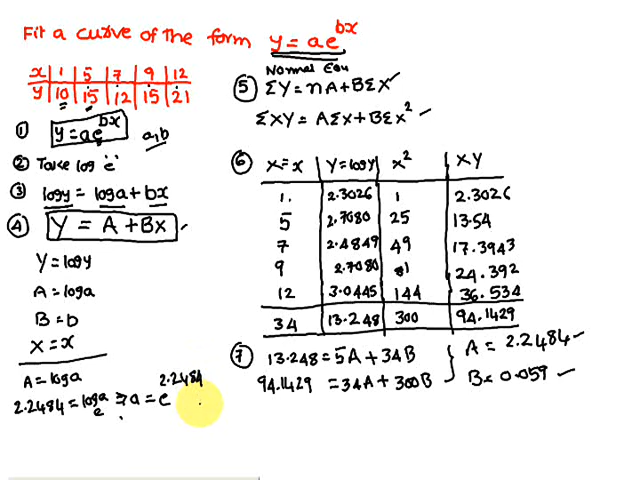 Fit a curve of the form y = ae^bx
x | 1 | 5 | 7 | 9 | 12
y | 10 | 15 | 12 | 15 | 21
① y = ae^bx a, b
② Take log 'e'
③ logy = loga + bx
④ Y = A + Bx
Y = logy
A = loga
B = b
X = x
A = loga
2.2484 = log_e a ⇒ a = e^2.2484
Normal Equ
⑤ ΣY = nA + BΣX ✓
ΣXY = AΣX + BΣX² ✓
⑥ X=x | Y=logy | X² | XY
1. | 2.3026 | 1 | 2.3026
5 | 2.7080 | 25 | 13.54
7 | 2.4849 | 49 | 17.3943
9 | 2.7080 | 81 | 24.392
12 | 3.0445 | 144 | 36.534
34 | 13.248 | 300 | 94.1429
⑦ 13.248 = 5A + 34B
94.1429 = 34A + 300B
A = 2.2484
B = 0.059